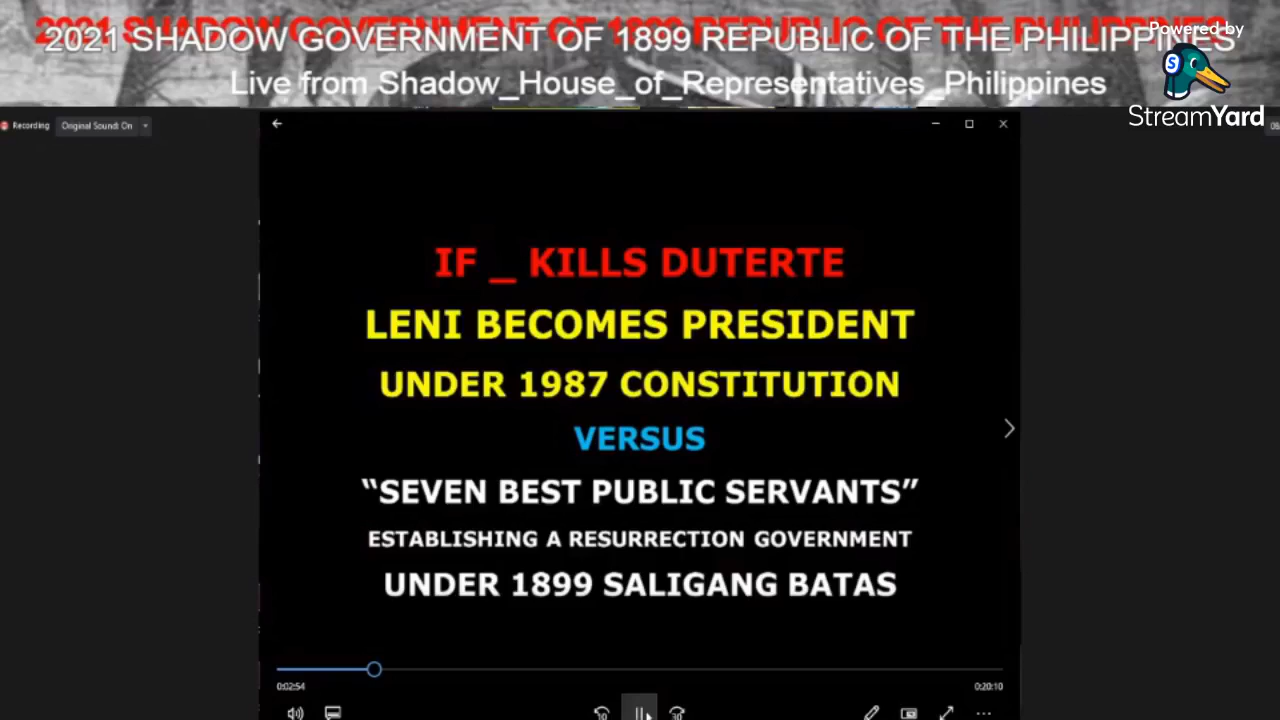 2021 SHADOW GOVERNMENT OF 1899 REPUBLIC OF THE PHILIPPINES
Powered by
Live from Shadow_House_of_Representatives_Philippines
StreamYard
Recording
Original Sound: On
IF _ KILLS DUTERTE
LENI BECOMES PRESIDENT
UNDER 1987 CONSTITUTION
VERSUS
“SEVEN BEST PUBLIC SERVANTS”
ESTABLISHING A RESURRECTION GOVERNMENT
UNDER 1899 SALIGANG BATAS
0:02:54
0:20:10
10
30